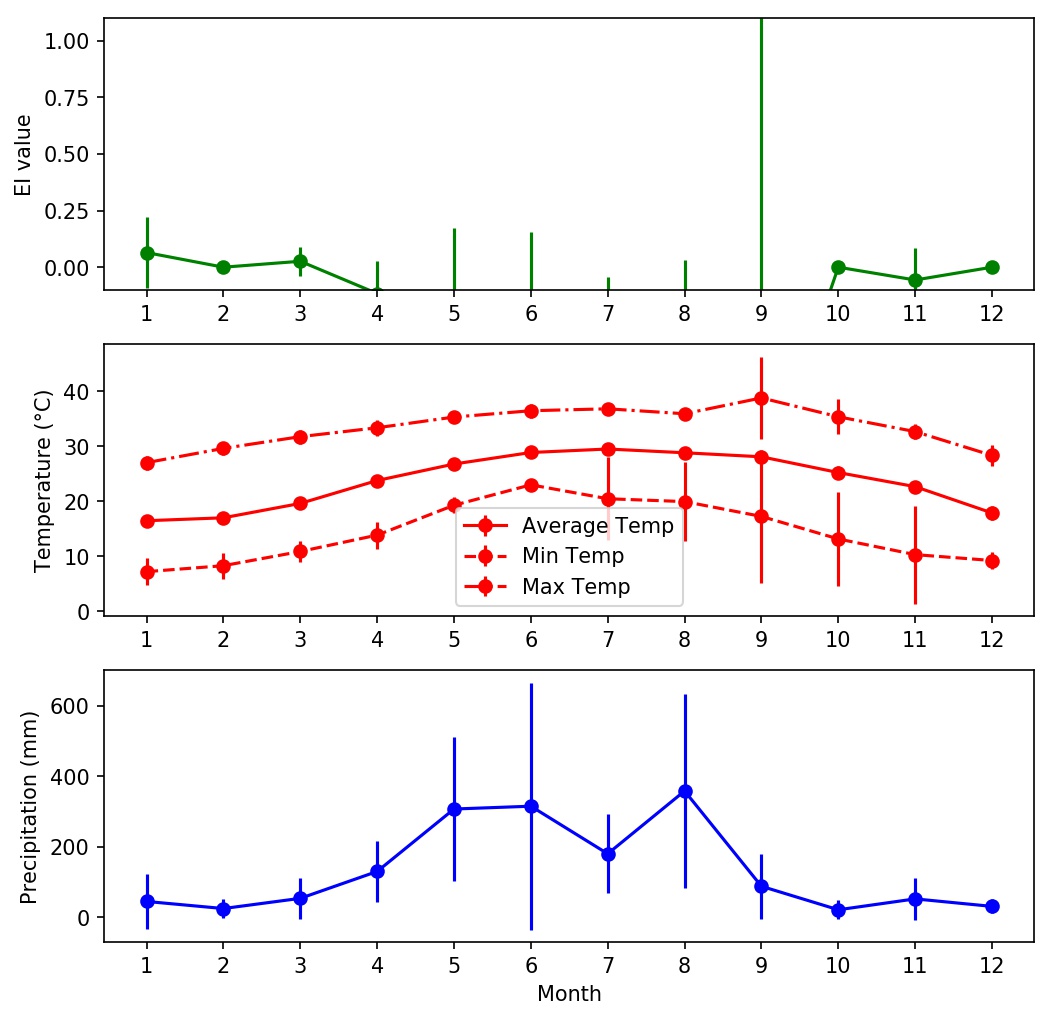 EI value
1.00
0.75
0.50
0.25
0.00
1 2 3 4 5 6 7 8 9 10 11 12
Temperature (°C)
40
30
20
10
0
Average Temp
Min Temp
Max Temp
1 2 3 4 5 6 7 8 9 10 11 12
Precipitation (mm)
600
400
200
0
1 2 3 4 5 6 7 8 9 10 11 12
Month